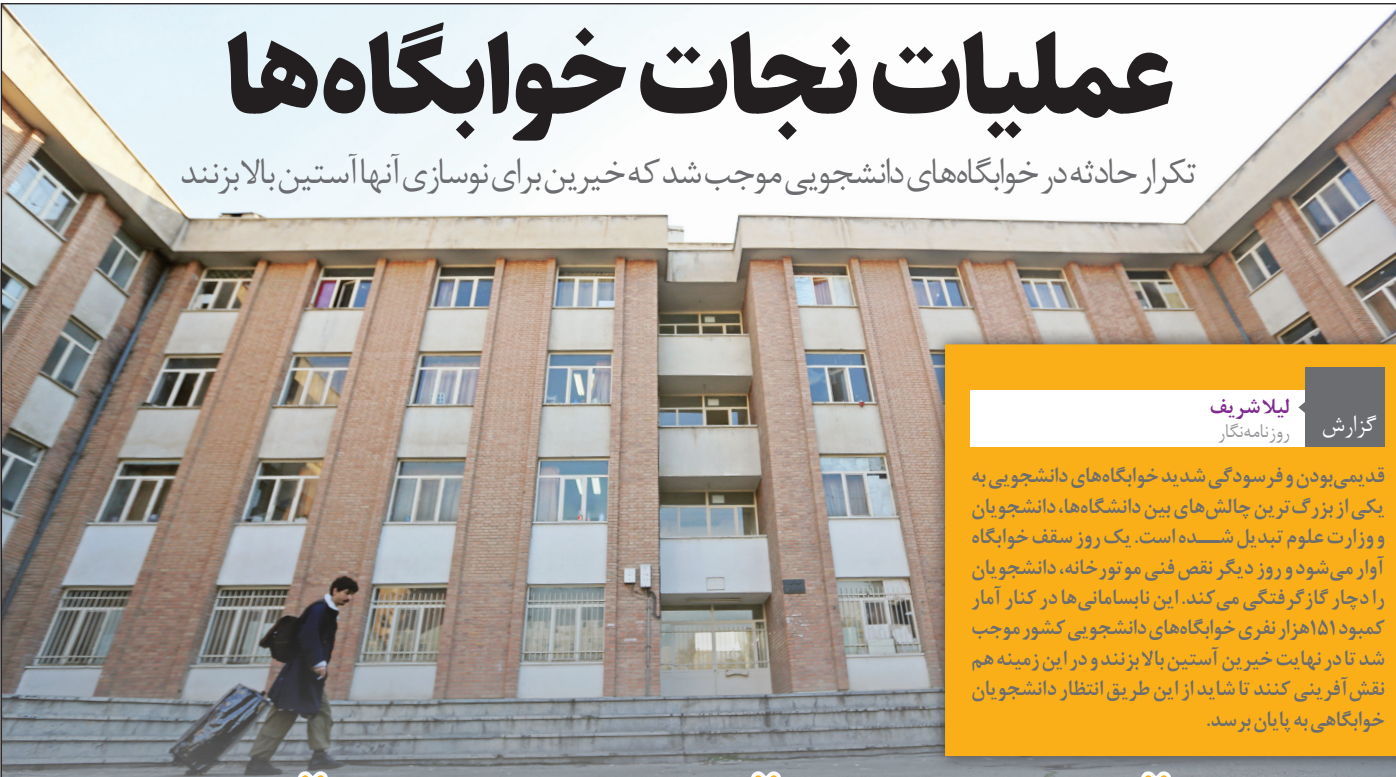 عملیات نجات خوابگاه‌ها
تکرار حادثه در خوابگاه‌های دانشجویی موجب شد که خیرین برای نوسازی آنها آستین بالا بزنند
گزارش
لیلا شریف
روزنامه‌نگار
قدیمی‌بودن و فرسودگی شدید خوابگاه‌های دانشجویی به
یکی از بزرگ‌ترین چالش‌های بین دانشگاه‌ها، دانشجویان
و وزارت علوم تبدیل شـــده است. یک روز سقف خوابگاه
آوار می‌شود و روز دیگر نقص فنی موتورخانه، دانشجویان
را دچار گازگرفتگی می‌کند. این نابسامانی‌ها در کنار آمار
کمبود ۱۵۱هزار نفری خوابگاه‌های دانشجویی کشور موجب
شد تا در نهایت خیرین آستین بالا بزنند و در این زمینه هم
نقش‌آفرینی کنند تا شاید از این طریق انتظار دانشجویان
خوابگاهی به پایان برسد.